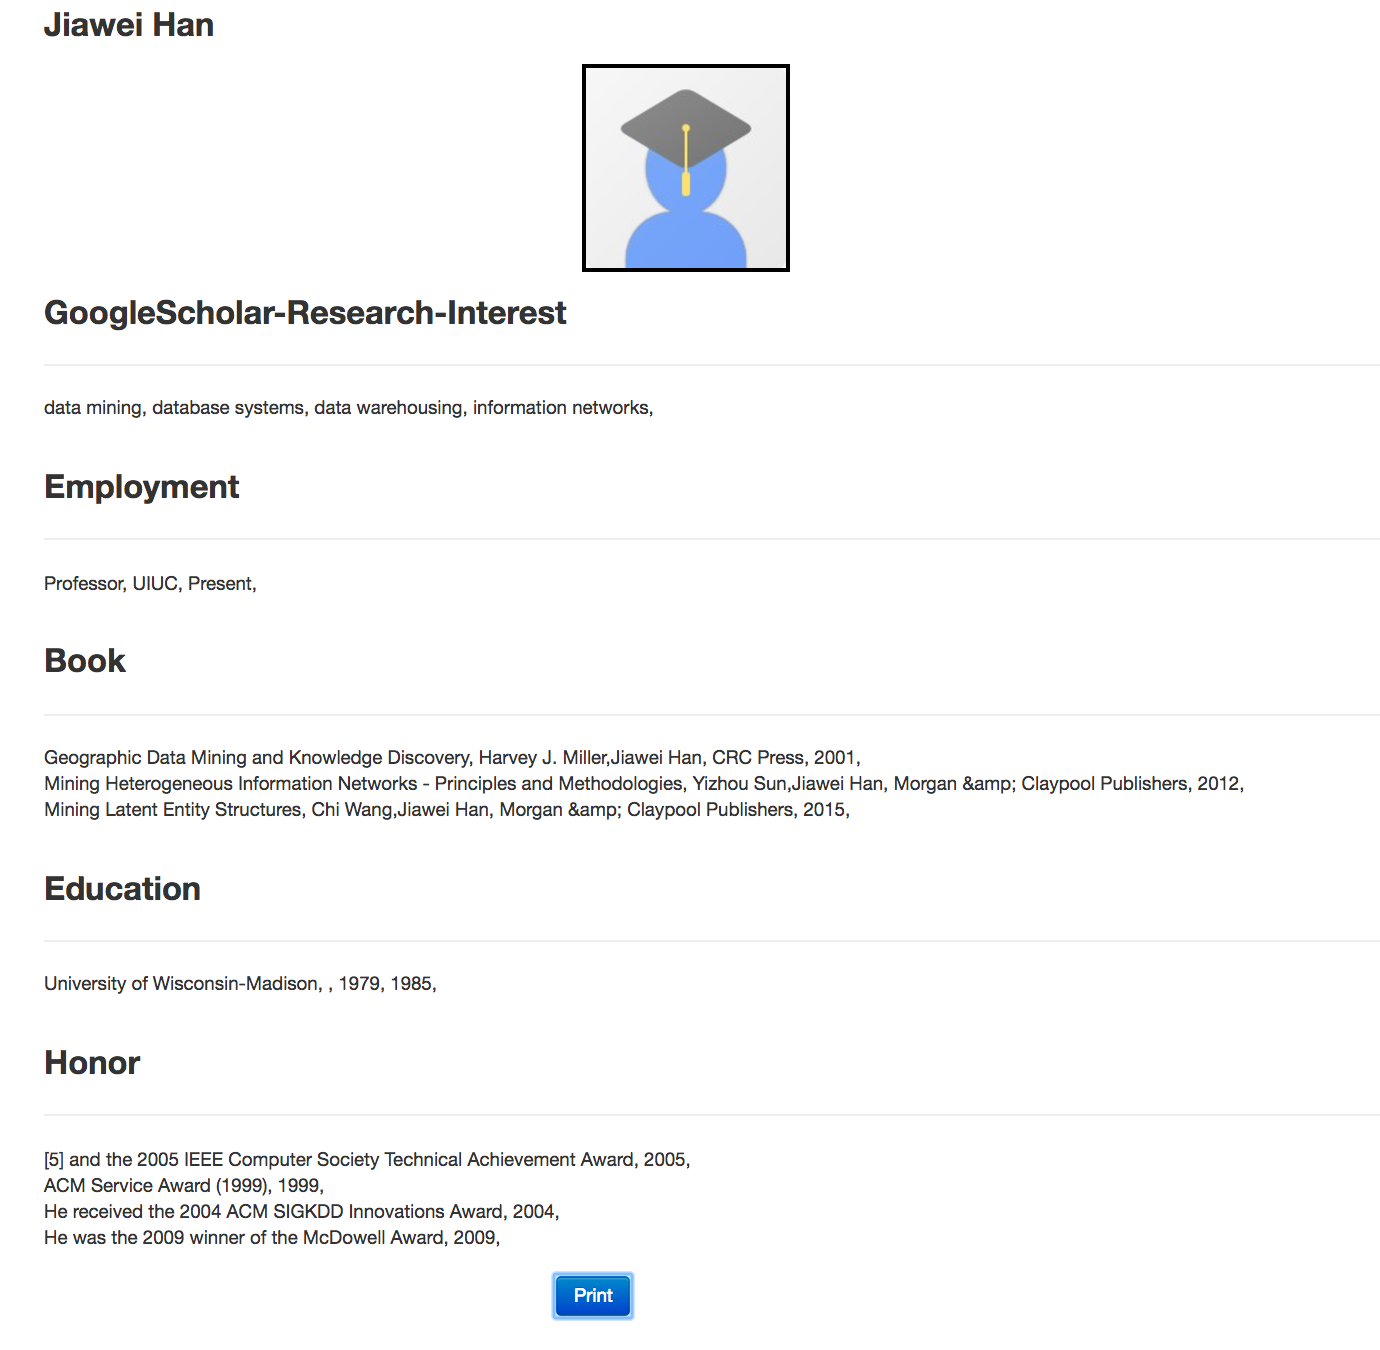 Jiawei Han
GoogleScholar-Research-Interest
data mining, database systems, data warehousing, information networks,
Employment
Professor, UIUC, Present,
Book
Geographic Data Mining and Knowledge Discovery, Harvey J. Miller,Jiawei Han, CRC Press, 2001,
Mining Heterogeneous Information Networks - Principles and Methodologies, Yizhou Sun,Jiawei Han, Morgan &amp; Claypool Publishers, 2012,
Mining Latent Entity Structures, Chi Wang,Jiawei Han, Morgan &amp; Claypool Publishers, 2015,
Education
University of Wisconsin-Madison, , 1979, 1985,
Honor
[5] and the 2005 IEEE Computer Society Technical Achievement Award, 2005,
ACM Service Award (1999), 1999,
He received the 2004 ACM SIGKDD Innovations Award, 2004,
He was the 2009 winner of the McDowell Award, 2009,
Print